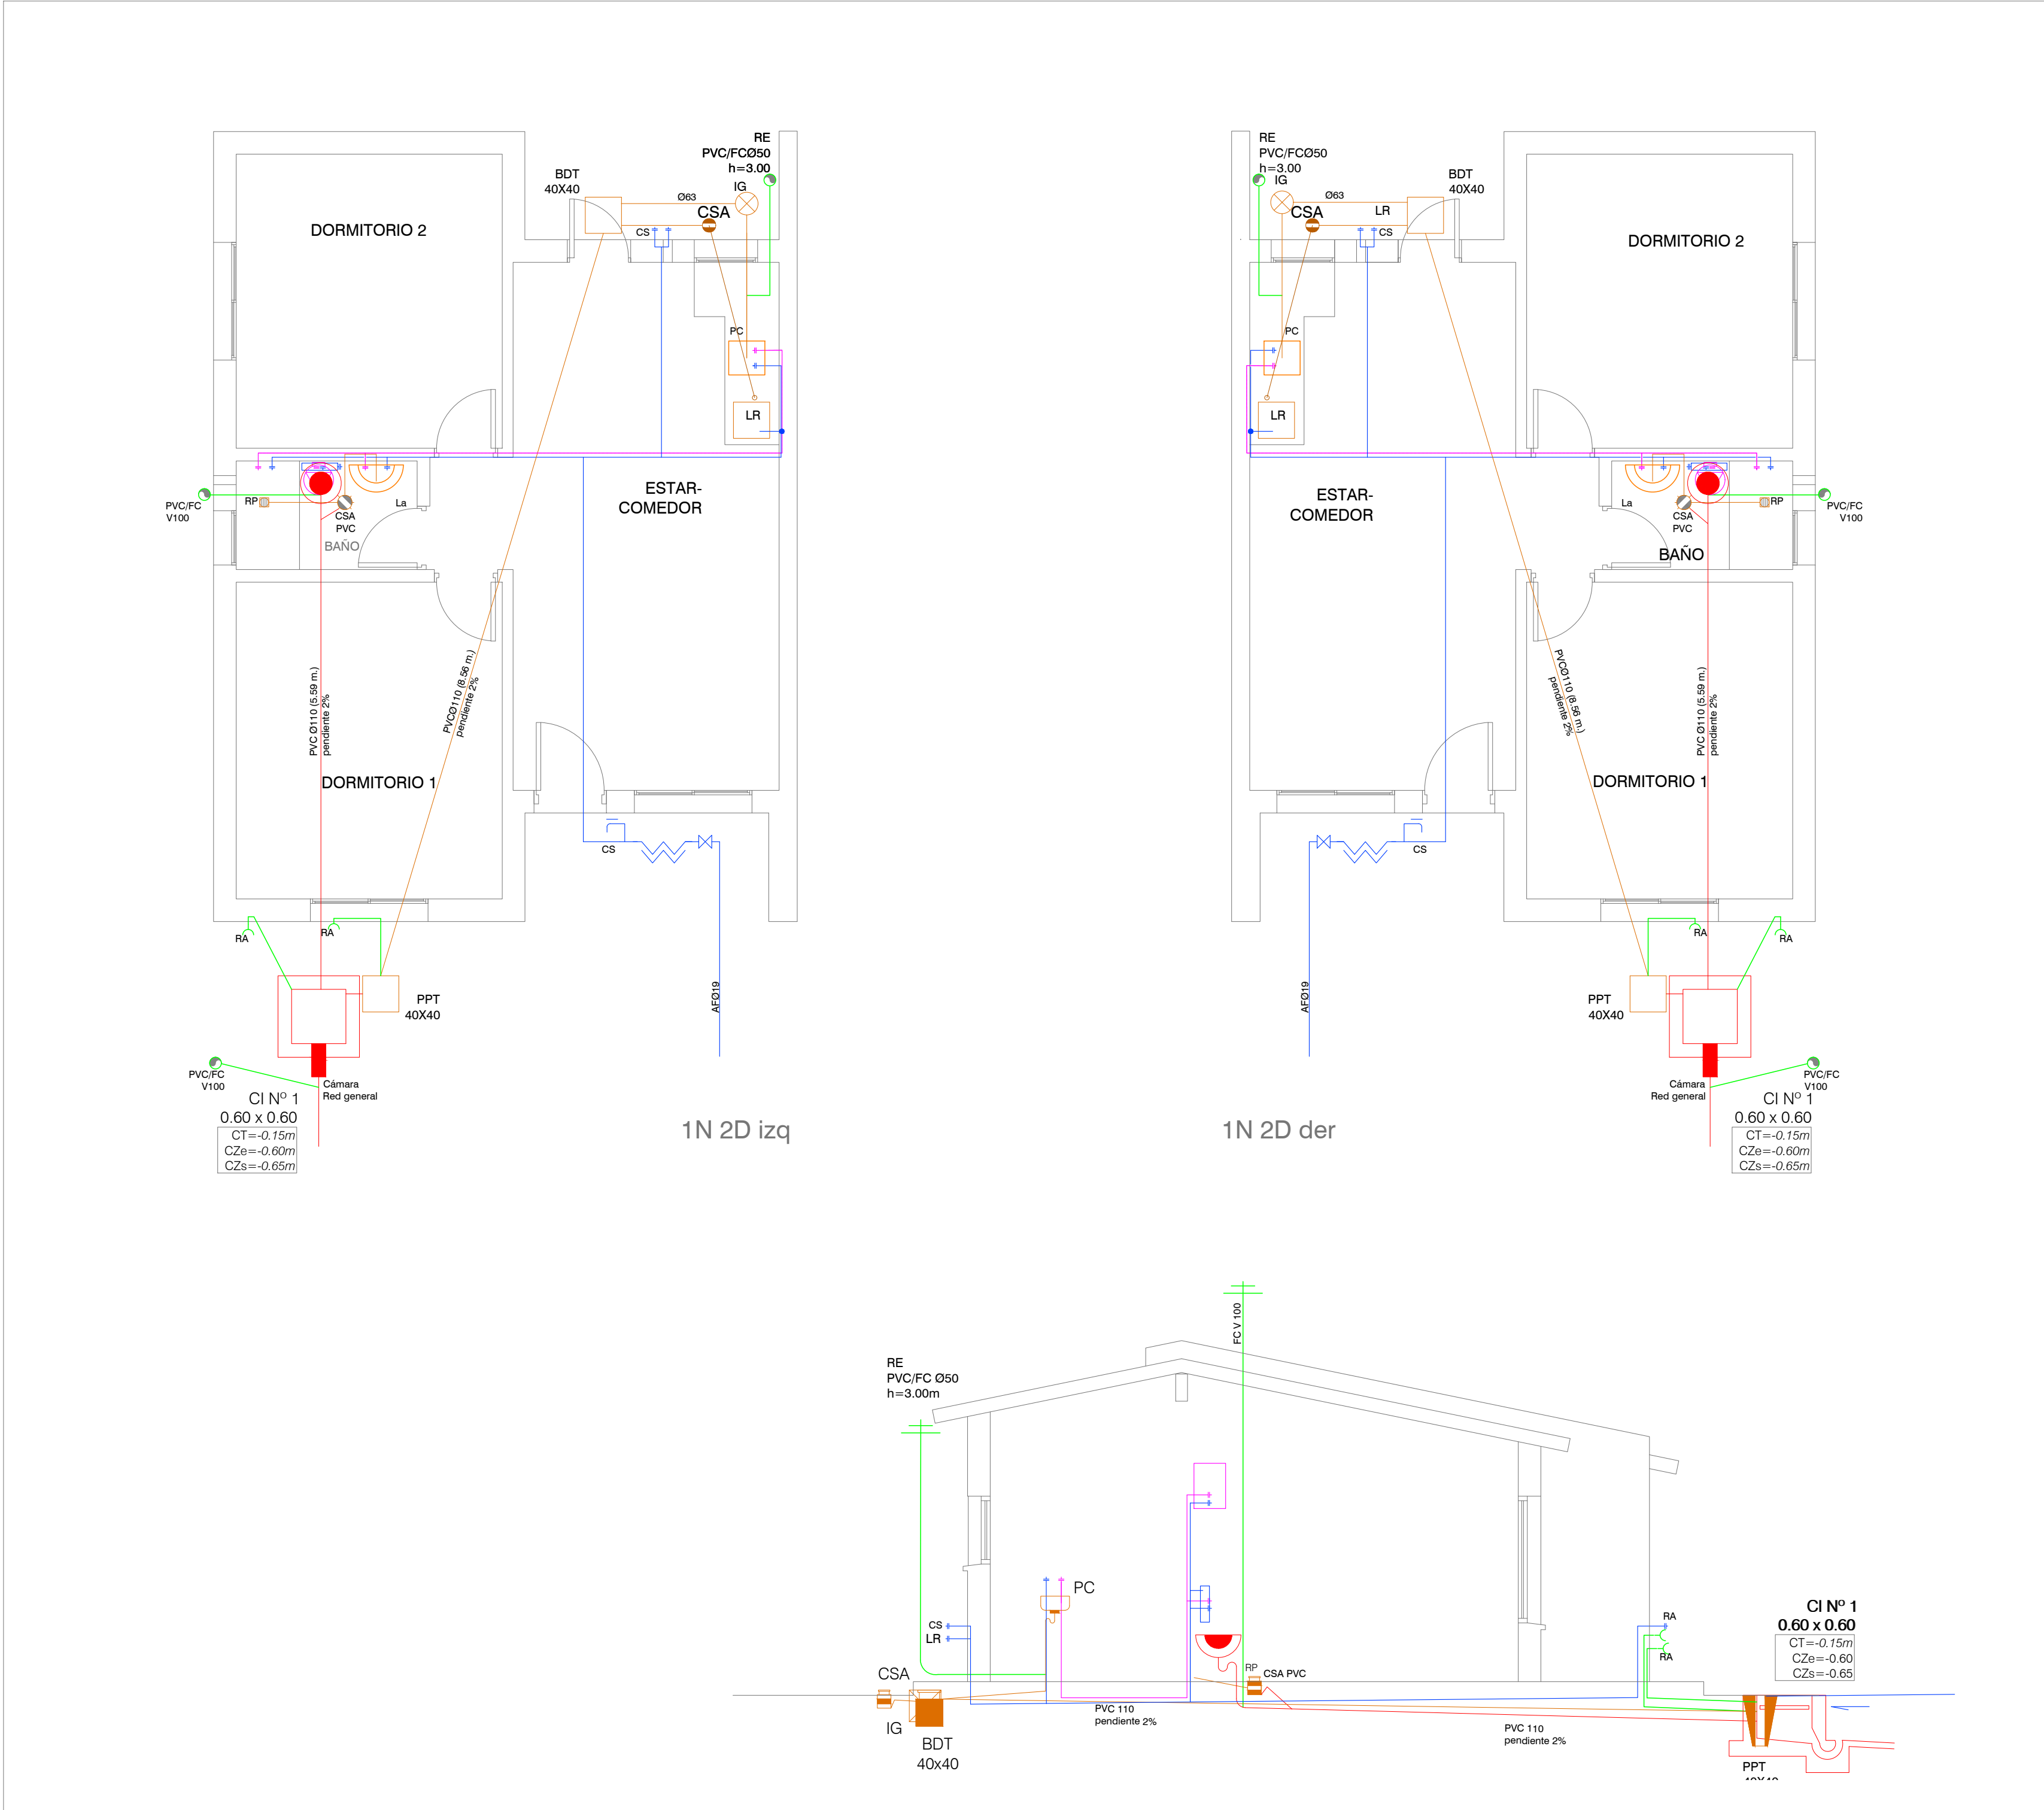 RE
PVC/FCØ50
h=3.00
IG
BDT
40X40
Ø63
CSA
CS
DORMITORIO 2
PC
LR
ESTAR-
COMEDOR
PVC/FC
V100
RP
CSA
PVC
La
BAÑO
PVC Ø110 (5.59 m.)
pendiente 2%
PVCØ110 (8.56 m.)
pendiente 2%
DORMITORIO 1
CS
RA
RA
AFØ19
PPT
40X40
PVC/FC
V100
Cámara
Red general
CI Nº 1
0.60 x 0.60
CT=-0.15m
CZe=-0.60m
CZs=-0.65m
1N 2D izq
RE
PVC/FCØ50
h=3.00
IG
BDT
40X40
Ø63
LR
CSA
CS
DORMITORIO 2
PC
LR
ESTAR-
COMEDOR
La
CSA
PVC
RP
PVC/FC
V100
BAÑO
PVCØ110 (8.56 m.)
pendiente 2%
PVC Ø110 (5.59 m.)
pendiente 2%
DORMITORIO 1
CS
RA
RA
AFØ19
PPT
40X40
Cámara
Red general
PVC/FC
V100
CI Nº 1
0.60 x 0.60
CT=-0.15m
CZe=-0.60m
CZs=-0.65m
1N 2D der
FC V 100
RE
PVC/FC Ø50
h=3.00m
PC
CS
LR
CSA
IG
BDT
40x40
RP
CSA PVC
PVC 110
pendiente 2%
PVC 110
pendiente 2%
RA
RA
CI Nº 1
0.60 x 0.60
CT=-0.15m
CZe=-0.60
CZs=-0.65
PPT